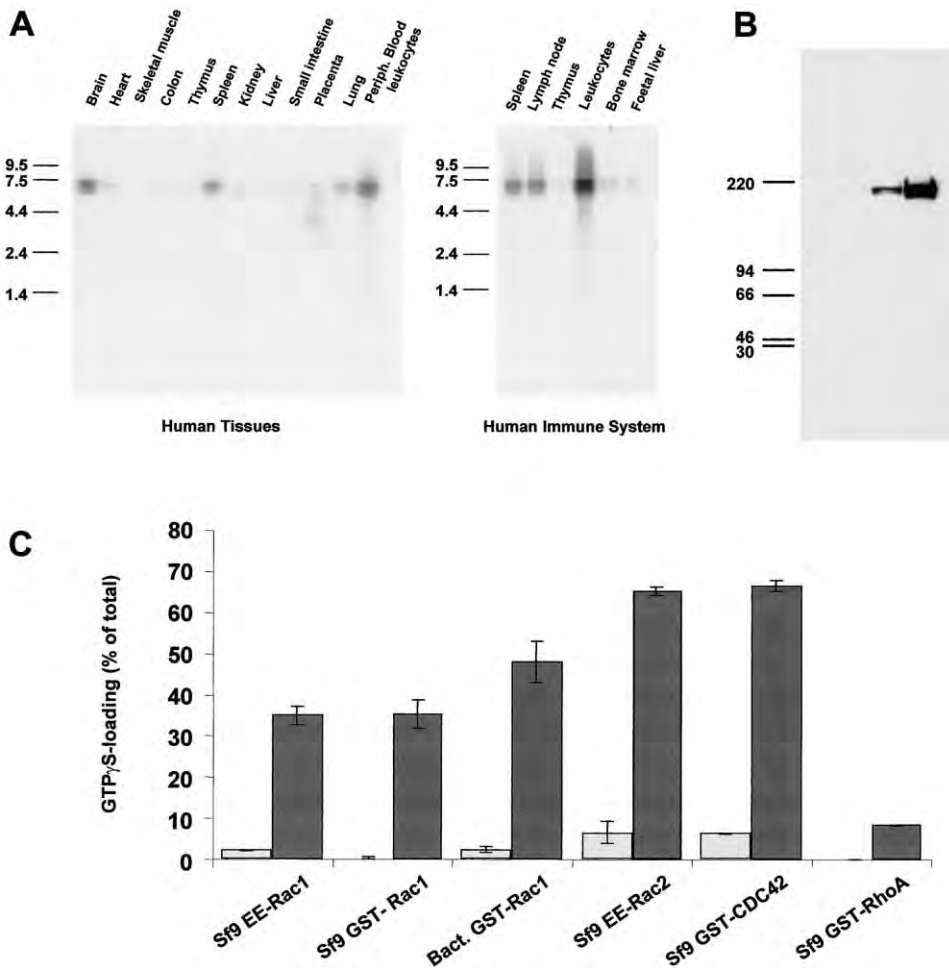 A
Brain
Heart
Skeletal muscle
Colon
Thymus
Spleen
Kidney
Liver
Small intestine
Placenta
Lung
Periph. Blood
leukocytes
9.5
7.5
4.4
2.4
1.4
Human Tissues
Spleen
Lymph node
Thymus
Leukocytes
Bone marrow
Foetal liver
9.5
7.5
4.4
2.4
1.4
Human Immune System
B
220
94
66
46
30
C
GTPγS-loading (% of total)
80
70
60
50
40
30
20
10
0
Sf9 EE-Rac1
Sf9 GST- Rac1
Bact. GST-Rac1
Sf9 EE-Rac2
Sf9 GST-CDC42
Sf9 GST-RhoA